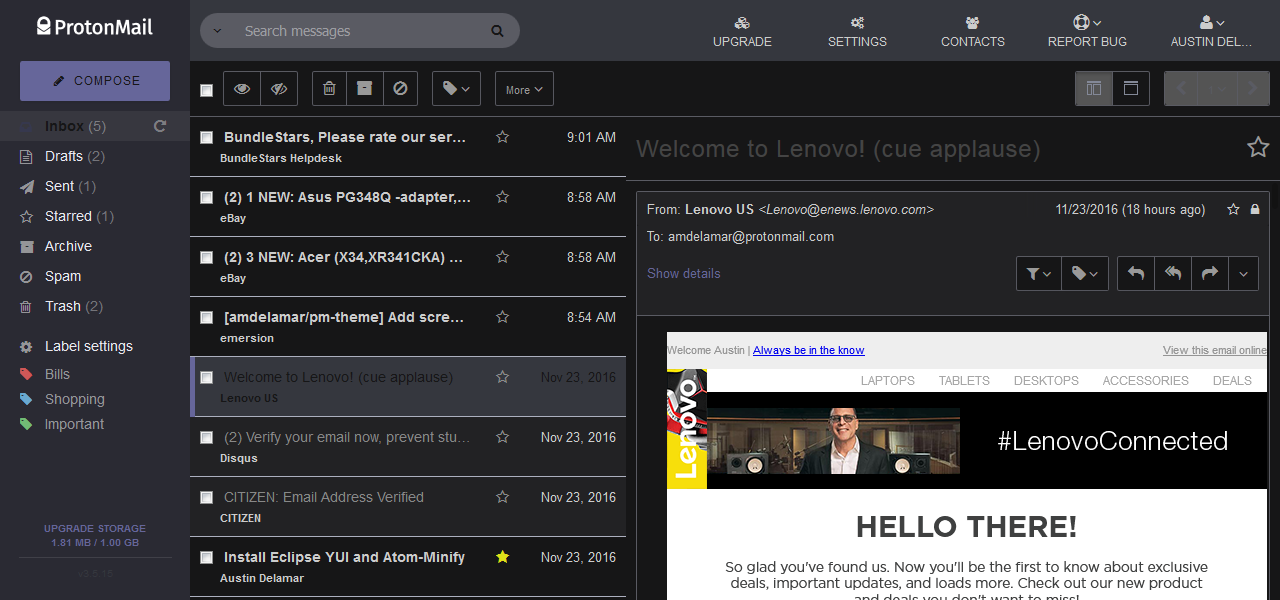 ProtonMail
Search messages
UPGRADE
SETTINGS
CONTACTS
REPORT BUG
AUSTIN DEL...
COMPOSE
More
Inbox (5)
Drafts (2)
Sent (1)
Starred (1)
Archive
Spam
Trash (2)
Label settings
Bills
Shopping
Important
UPGRADE STORAGE
1.81 MB / 1.00 GB
BundleStars, Please rate our ser... 9:01 AM
BundleStars Helpdesk
(2) 1 NEW: Asus PG348Q -adapter,... 8:58 AM
eBay
(2) 3 NEW: Acer (X34,XR341CKA) ... 8:58 AM
eBay
[amdelamar/pm-theme] Add scre... 8:54 AM
emersion
Welcome to Lenovo! (cue applause) Nov 23, 2016
Lenovo US
(2) Verify your email now, prevent stu... Nov 23, 2016
Disqus
CITIZEN: Email Address Verified Nov 23, 2016
CITIZEN
Install Eclipse YUI and Atom-Minify Nov 23, 2016
Austin Delamar
Welcome to Lenovo! (cue applause)
From: Lenovo US <Lenovo@enews.lenovo.com> 11/23/2016 (18 hours ago)
To: amdelamar@protonmail.com
Show details
Welcome Austin | Always be in the know View this email online
LAPTOPS TABLETS DESKTOPS ACCESSORIES DEALS
Lenovo
#LenovoConnected
HELLO THERE!
So glad you've found us. Now you'll be the first to know about exclusive
deals, important updates, and loads more. Check out our new product
and deals you don't want to miss!